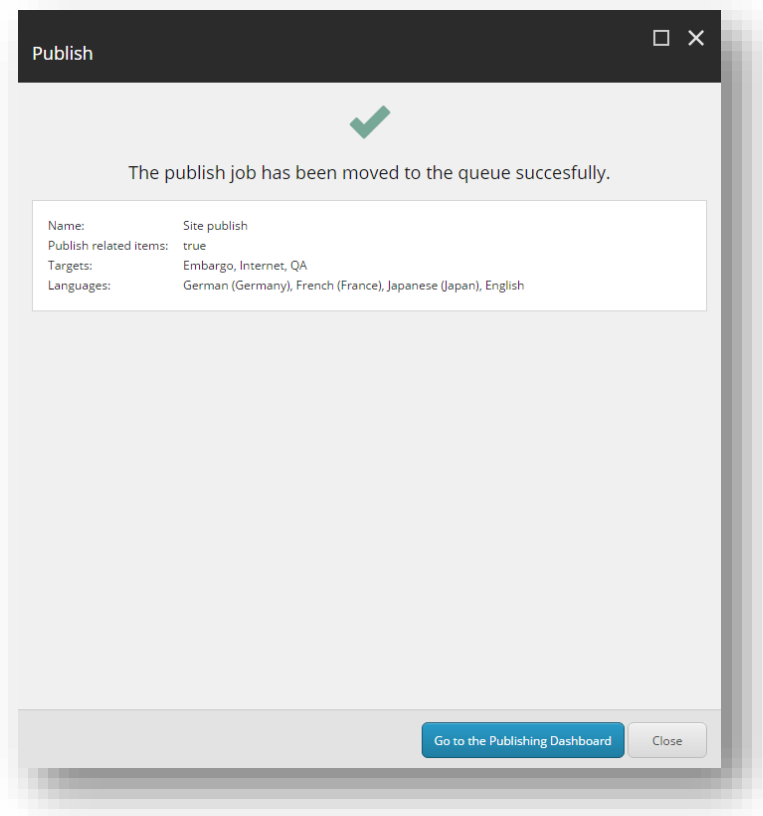 Publish
The publish job has been moved to the queue succesfully.
Name: Site publish
Publish related items: true
Targets: Embargo, Internet, QA
Languages: German (Germany), French (France), Japanese (Japan), English
Go to the Publishing Dashboard Close